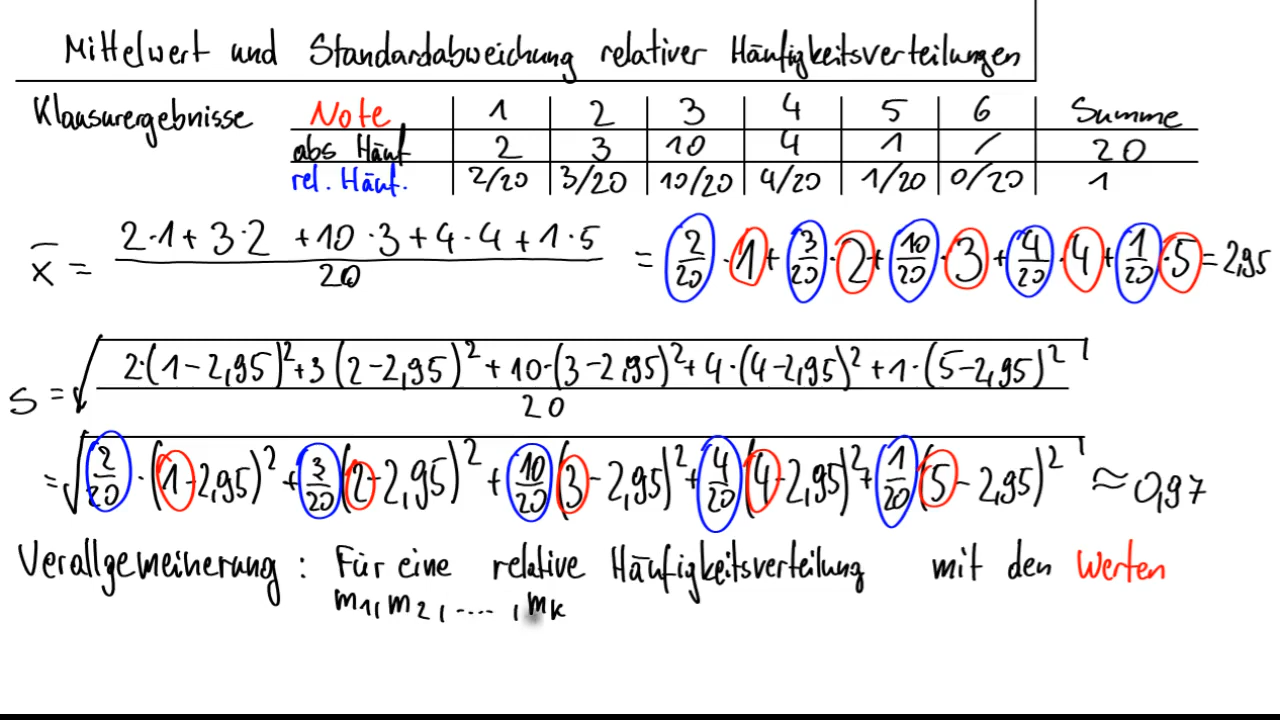 Mittelwert und Standardabweichung relativer Häufigkeitsverteilungen
Klausurergebnisse Note 1 2 3 4 5 6 Summe
abs Häuf 2 3 10 4 1 / 20
rel. Häuf. 2/20 3/20 10/20 4/20 1/20 0/20 1
x̄ = (2·1 + 3·2 + 10·3 + 4·4 + 1·5)/20 = 2/20 · 1 + 3/20 · 2 + 10/20 · 3 + 4/20 · 4 + 1/20 · 5 = 2,95
s = √((2·(1-2,95)² + 3(2-2,95)² + 10·(3-2,95)² + 4·(4-2,95)² + 1·(5-2,95)²)/20)
= √(2/20 · (1-2,95)² + 3/20 (2-2,95)² + 10/20 (3-2,95)² + 4/20 (4-2,95)² + 1/20 (5-2,95)²) ≈ 0,97
Verallgemeinerung : Für eine relative Häufigkeitsverteilung mit den Werten
m1, m2, ...., mk